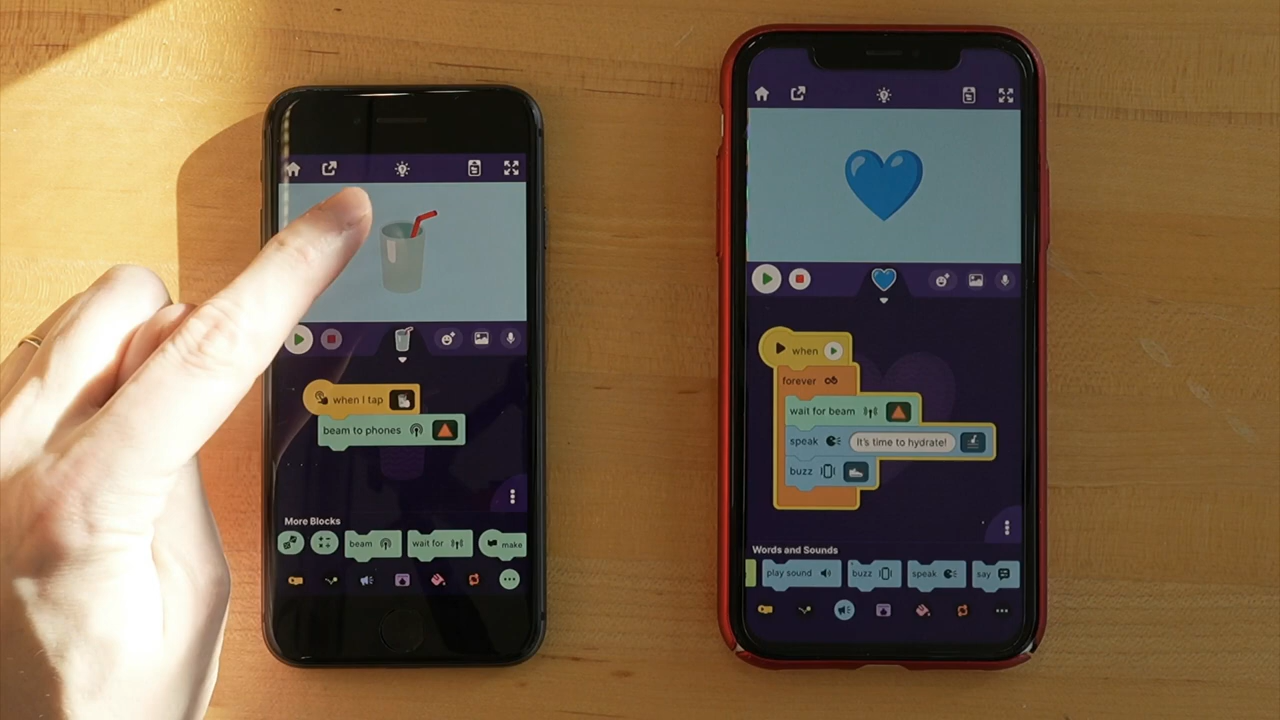 when I tap
beam to phones
More Blocks
beam
wait for
make
when
forever
wait for beam
speak It's time to hydrate!
buzz
Words and Sounds
play sound
buzz
speak
say